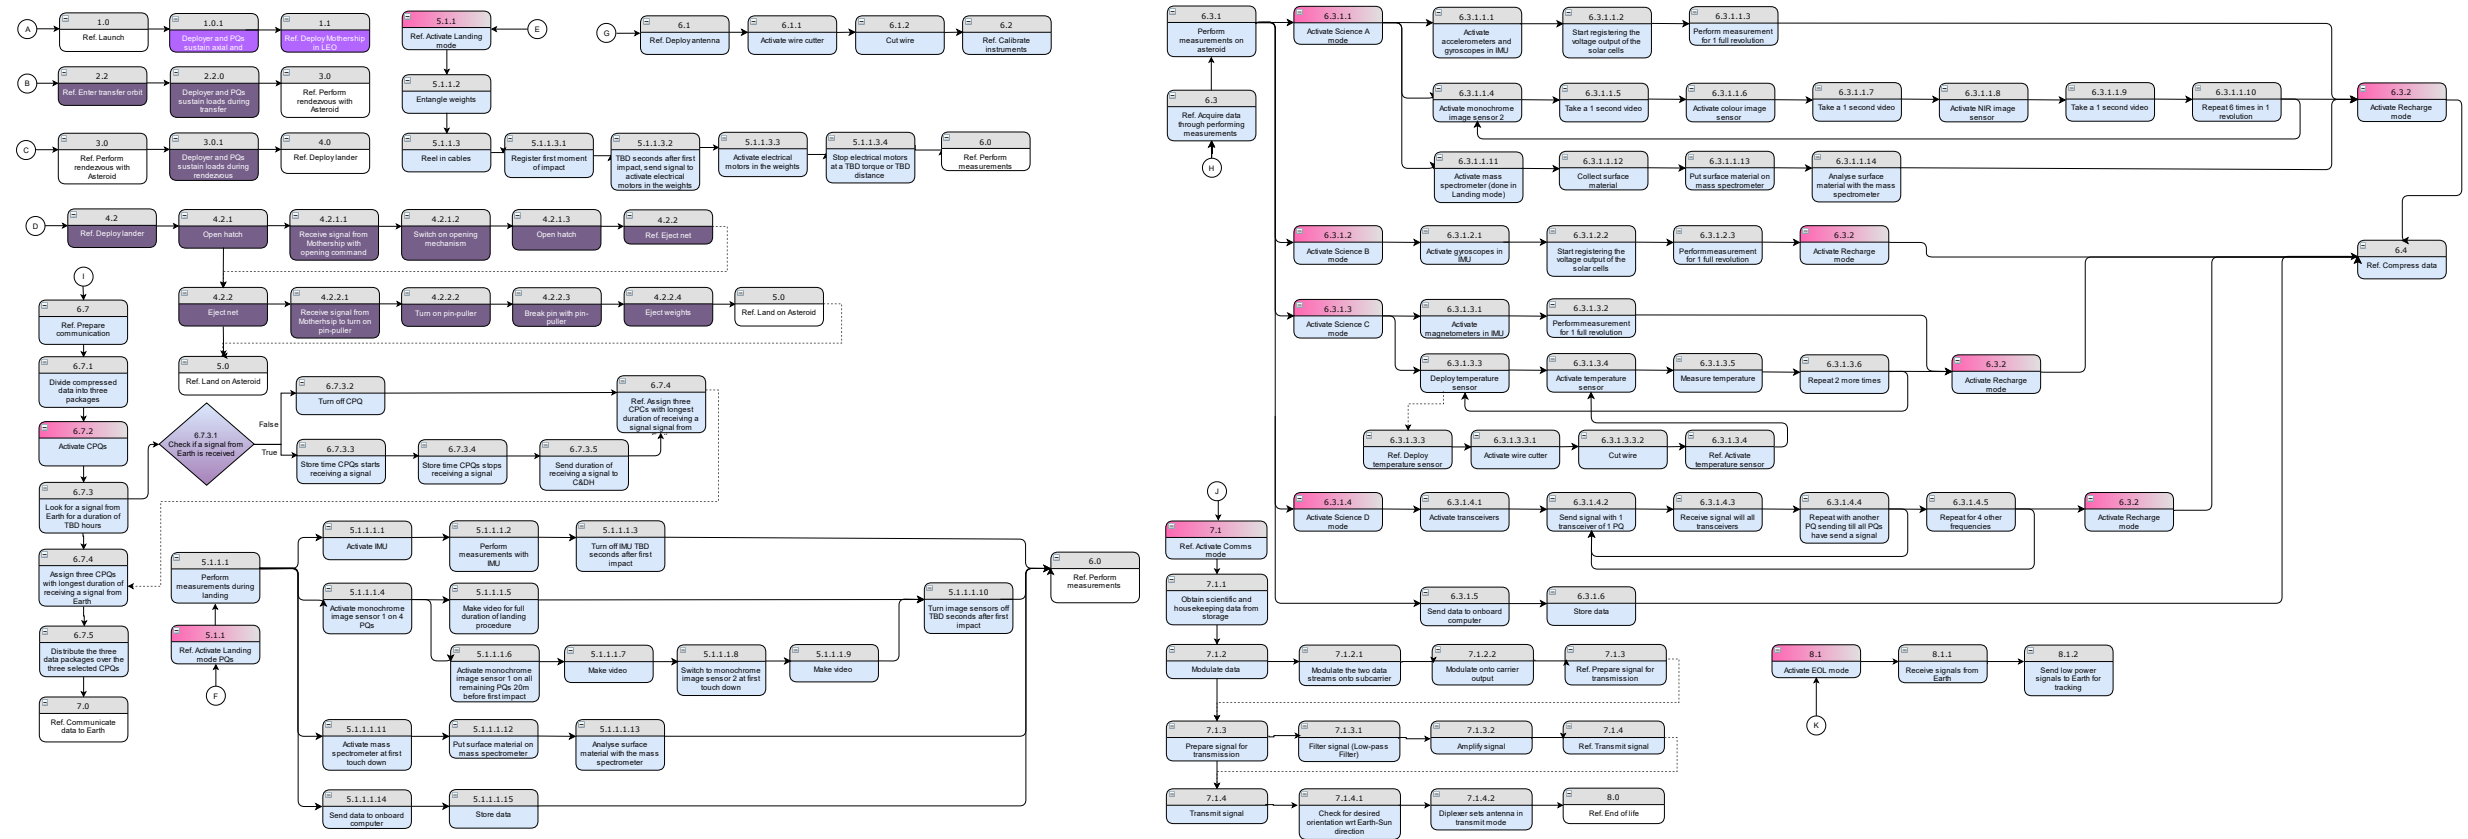 A
1.0
Ref. Launch
1.0.1
Deployer and PQs
sustain axial and
1.1
Ref. Deploy Mothership
in LEO
B
2.2
Ref. Enter transfer orbit
2.2.0
Deployer and PQs
sustain loads during
transfer
3.0
Ref. Perform
rendezvous with
Asteroid
C
3.0
Ref. Perform
rendezvous with
Asteroid
3.0.1
Deployer and PQs
sustain loads during
rendezvous
4.0
Ref. Deploy lander
5.1.1
Ref. Activate Landing
mode
E
5.1.1.2
Entangle weights
5.1.1.3
Reel in cables
5.1.1.3.1
Register first moment
of impact
5.1.1.3.2
TBD seconds after first
impact, send signal to
activate electrical
motors in the weights
5.1.1.3.3
Activate electrical
motors in the weights
5.1.1.3.4
Stop electrical motors
at a TBD torque or TBD
distance
6.0
Ref. Perform
measurements
G
6.1
Ref. Deploy antenna
6.1.1
Activate wire cutter
6.1.2
Cut wire
6.2
Ref. Calibrate
instruments
D
4.2
Ref. Deploy lander
4.2.1
Open hatch
4.2.1.1
Receive signal from
Mothership with
opening command
4.2.1.2
Switch on opening
mechanism
4.2.1.3
Open hatch
4.2.2
Ref. Eject net
4.2.2
Eject net
4.2.2.1
Receive signal from
Motherhsip to turn on
pin-puller
4.2.2.2
Turn on pin-puller
4.2.2.3
Break pin with pin-
puller
4.2.2.4
Eject weights
5.0
Ref. Land on Asteroid
5.0
Ref. Land on Asteroid
I
6.7
Ref. Prepare
communication
6.7.1
Divide compressed
data into three
packages
6.7.2
Activate CPQs
6.7.3
Look for a signal from
Earth for a duration of
TBD hours
6.7.4
Assign three CPQs
with longest duration of
receiving a signal from
Earth
6.7.5
Distribute the three
data packages over the
three selected CPQs
7.0
Ref. Communicate
data to Earth
6.7.3.1
Check if a signal from
Earth is received
False
True
6.7.3.2
Turn off CPQ
6.7.3.3
Store time CPQs starts
receiving a signal
6.7.3.4
Store time CPQs stops
receiving a signal
6.7.3.5
Send duration of
receiving a signal to
C&DH
6.7.4
Ref. Assign three
CPCs with longest
duration of receiving a
signal signal from
5.1.1.1
Perform
measurements during
landing
5.1.1
Ref. Activate Landing
mode PQs
F
5.1.1.1.1
Activate IMU
5.1.1.1.2
Perform
measurements with
IMU
5.1.1.1.3
Turn off IMU TBD
seconds after first
impact
5.1.1.1.4
Activate monochrome
image sensor 1 on 4
PQs
5.1.1.1.5
Make video for full
duration of landing
procedure
5.1.1.1.6
Activate monochrome
image sensor 1 on all
remaining PQs 20m
before first impact
5.1.1.1.7
Make video
5.1.1.1.8
Switch to monochrome
image sensor 2 at first
touch down
5.1.1.1.9
Make video
5.1.1.1.10
Turn image sensors off
TBD seconds after first
impact
5.1.1.1.11
Activate mass
spectrometer at first
touch down
5.1.1.1.12
Put surface material on
mass spectrometer
5.1.1.1.13
Analyse surface
material with the mass
spectrometer
5.1.1.1.14
Send data to onboard
computer
5.1.1.1.15
Store data
6.0
Ref. Perform
measurements
6.3.1
Perform
measurements on
asteroid
6.3
Ref. Acquire data
through performing
measurements
H
6.3.1.1
Activate Science A
mode
6.3.1.1.1
Activate
accelerometers and
gyroscopes in IMU
6.3.1.1.2
Start registering the
voltage output of the
solar cells
6.3.1.1.3
Perform measurement
for 1 full revolution
6.3.1.1.4
Activate monochrome
image sensor 2
6.3.1.1.5
Take a 1 second video
6.3.1.1.6
Activate colour image
sensor
6.3.1.1.7
Take a 1 second video
6.3.1.1.8
Activate NIR image
sensor
6.3.1.1.9
Take a 1 second video
6.3.1.1.10
Repeat 6 times in 1
revolution
6.3.2
Activate Recharge
mode
6.3.1.1.11
Activate mass
spectrometer (done in
Landing mode)
6.3.1.1.12
Collect surface
material
6.3.1.1.13
Put surface material on
mass spectrometer
6.3.1.1.14
Analyse surface
material with the mass
spectrometer
6.3.1.2
Activate Science B
mode
6.3.1.2.1
Activate gyroscopes in
IMU
6.3.1.2.2
Start registering the
voltage output of the
solar cells
6.3.1.2.3
Performmeasurement
for 1 full revolution
6.3.2
Activate Recharge
mode
6.4
Ref. Compress data
6.3.1.3
Activate Science C
mode
6.3.1.3.1
Activate
magnetometers in IMU
6.3.1.3.2
Performmeasurement
for 1 full revolution
6.3.1.3.3
Deploy temperature
sensor
6.3.1.3.4
Activate temperature
sensor
6.3.1.3.5
Measure temperature
6.3.1.3.6
Repeat 2 more times
6.3.2
Activate Recharge
mode
6.3.1.3.3
Ref. Deploy
temperature sensor
6.3.1.3.3.1
Activate wire cutter
6.3.1.3.3.2
Cut wire
6.3.1.3.4
Ref. Activate
temperature sensor
6.3.1.4
Activate Science D
mode
6.3.1.4.1
Activate transceivers
6.3.1.4.2
Send signal with 1
transceiver of 1 PQ
6.3.1.4.3
Receive signal will all
transceivers
6.3.1.4.4
Repeat with another
PQ sending till all PQs
have send a signal
6.3.1.4.5
Repeat for 4 other
frequencies
6.3.2
Activate Recharge
mode
6.3.1.5
Send data to onboard
computer
6.3.1.6
Store data
J
7.1
Ref. Activate Comms
mode
7.1.1
Obtain scientific and
housekeeping data from
storage
7.1.2
Modulate data
7.1.2.1
Modulate the two data
streams onto subcarrier
7.1.2.2
Modulate onto carrier
output
7.1.3
Ref. Prepare signal for
transmission
7.1.3
Prepare signal for
transmission
7.1.3.1
Filter signal (Low-pass
Filter)
7.1.3.2
Amplify signal
7.1.4
Ref. Transmit signal
7.1.4
Transmit signal
7.1.4.1
Check for desired
orientation wrt Earth-Sun
direction
7.1.4.2
Diplexer sets antenna in
transmit mode
8.0
Ref. End of life
8.1
Activate EOL mode
8.1.1
Receive signals from
Earth
8.1.2
Send low power
signals to Earth for
tracking
K